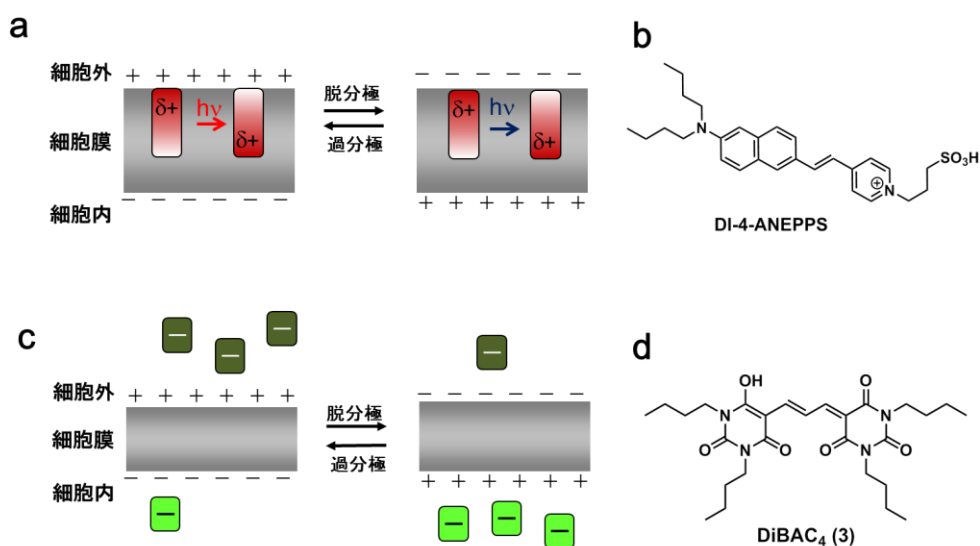 a
細胞外
細胞膜
細胞内
+ + + + + +
δ+ hν δ+
− − − − − −
脱分極
過分極
− − − − − −
δ+ hν δ+
+ + + + + +
b
N
N
+
SO₃H
DI-4-ANEPPS
c
細胞外
細胞膜
細胞内
− − −
+ + + + + +
− − − − − −
−
脱分極
過分極
−
− − − − − −
+ + + + + +
− − −
d
OH
O
N
N
O
O
O
O
N
N
O
DiBAC₄ (3)